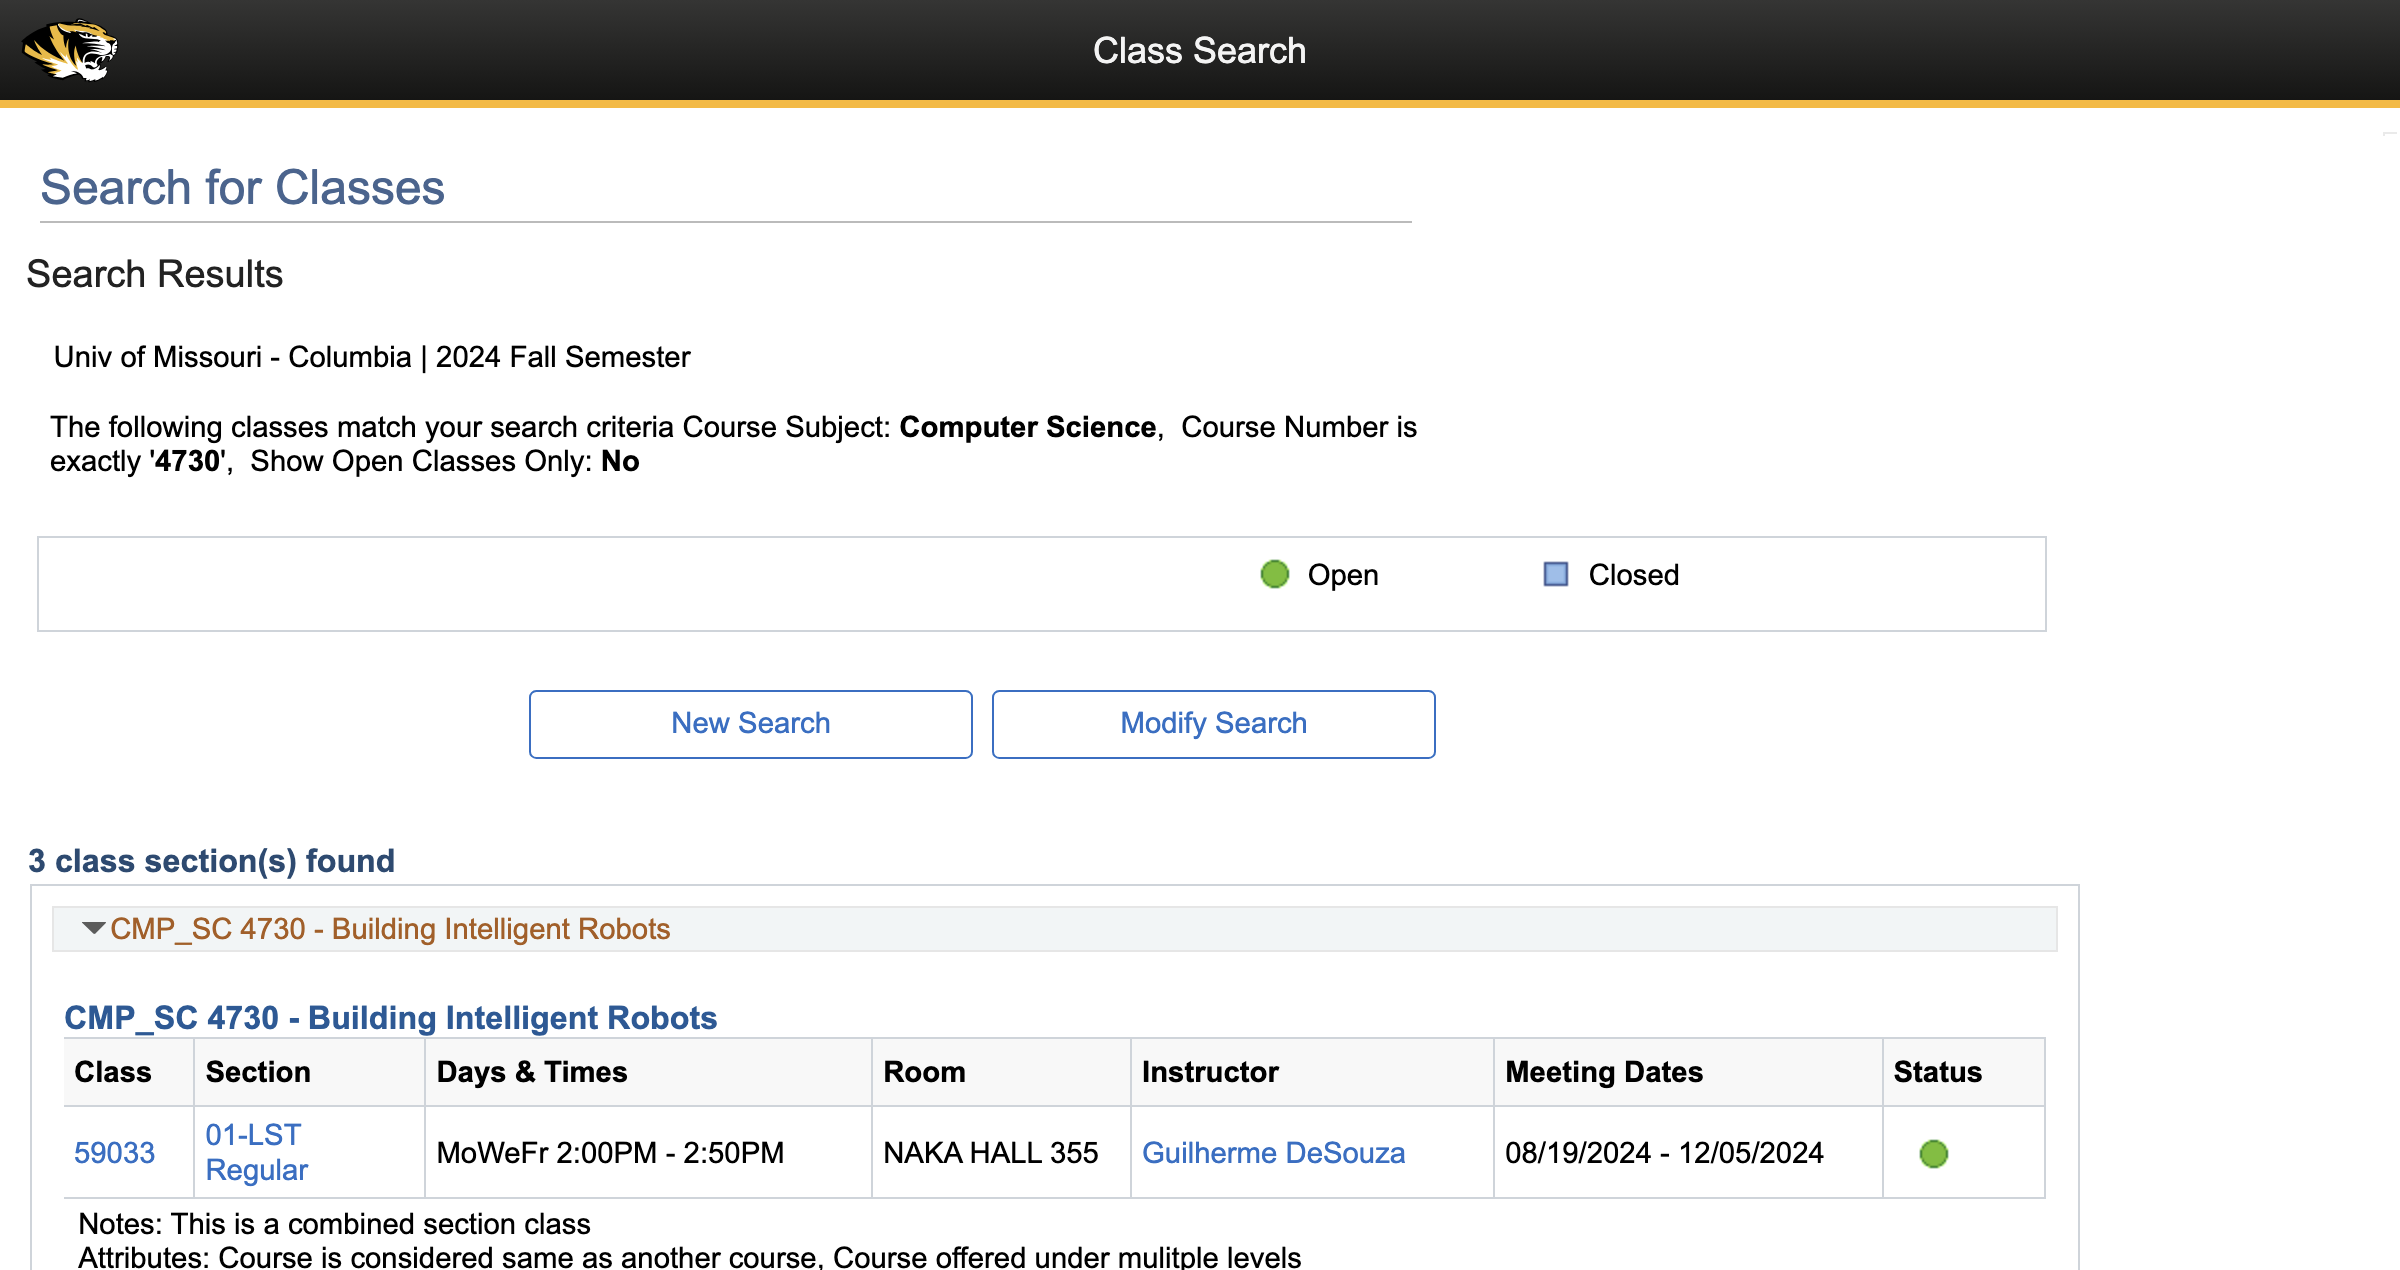 Class Search
Search for Classes
Search Results
Univ of Missouri - Columbia | 2024 Fall Semester
The following classes match your search criteria Course Subject: Computer Science,  Course Number is
exactly '4730',  Show Open Classes Only: No
Open Closed
New Search Modify Search
3 class section(s) found
CMP_SC 4730 - Building Intelligent Robots
CMP_SC 4730 - Building Intelligent Robots
Class Section Days & Times Room Instructor Meeting Dates Status
59033 01-LST Regular MoWeFr 2:00PM - 2:50PM NAKA HALL 355 Guilherme DeSouza 08/19/2024 - 12/05/2024
Notes: This is a combined section class
Attributes: Course is considered same as another course, Course offered under mulitple levels